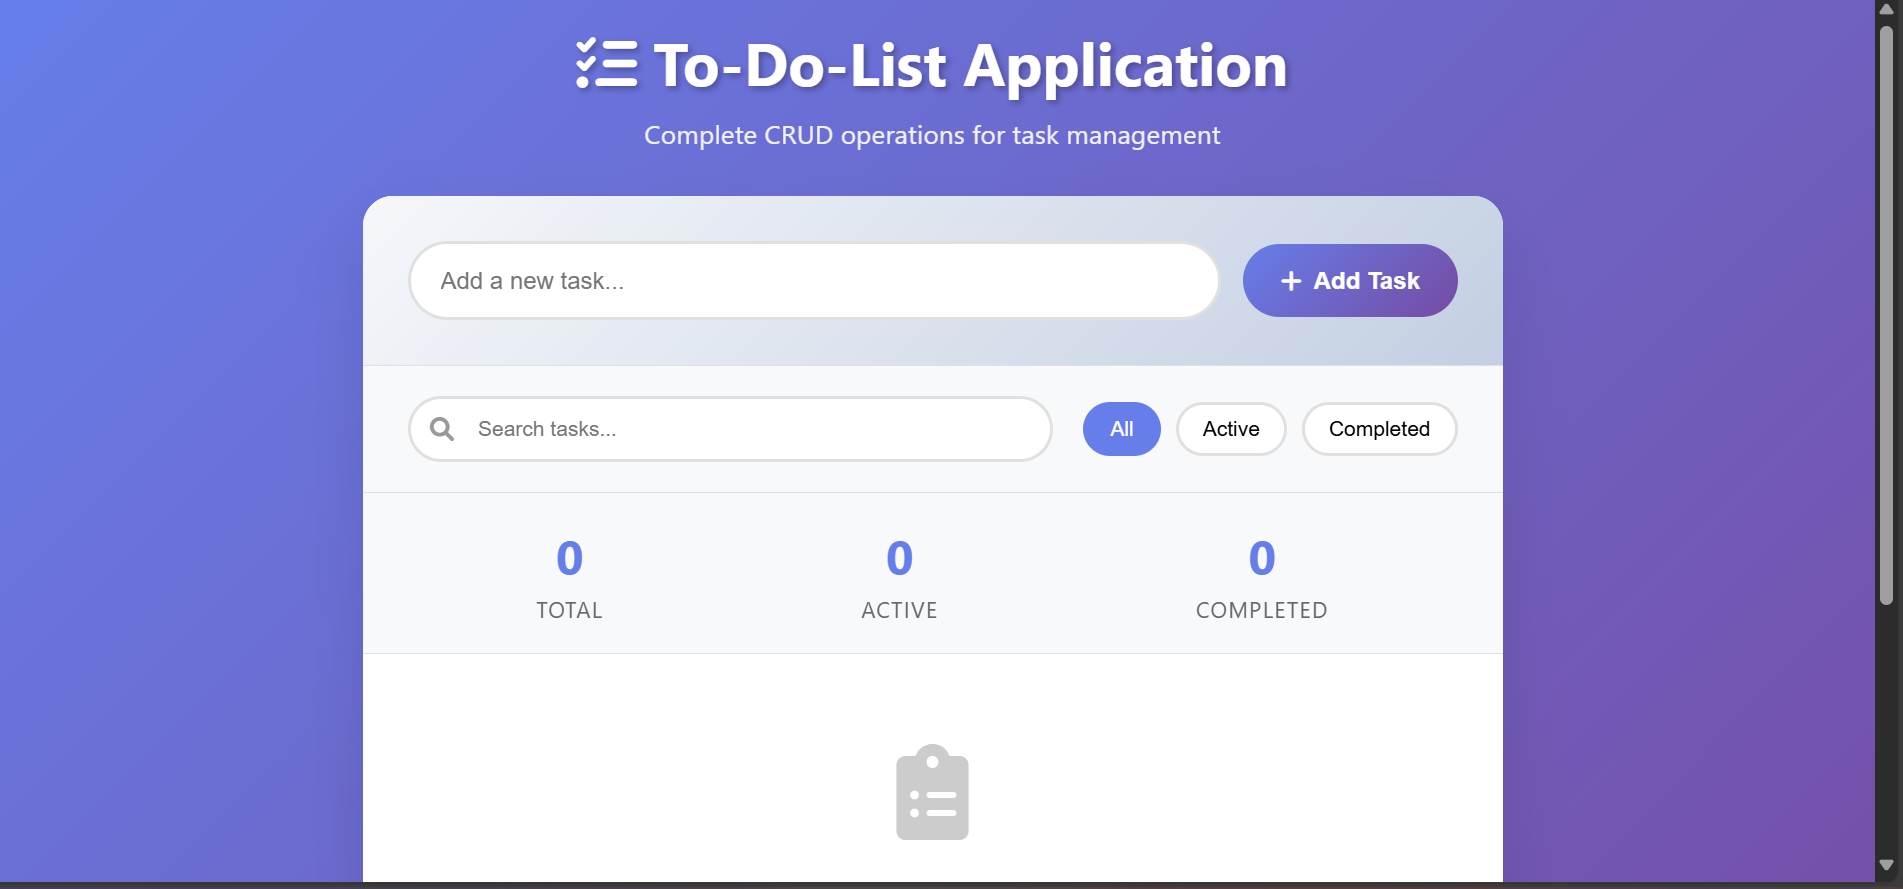 To-Do-List Application
Complete CRUD operations for task management
Add a new task...
+ Add Task
Search tasks...
All
Active
Completed
0
0
0
TOTAL
ACTIVE
COMPLETED